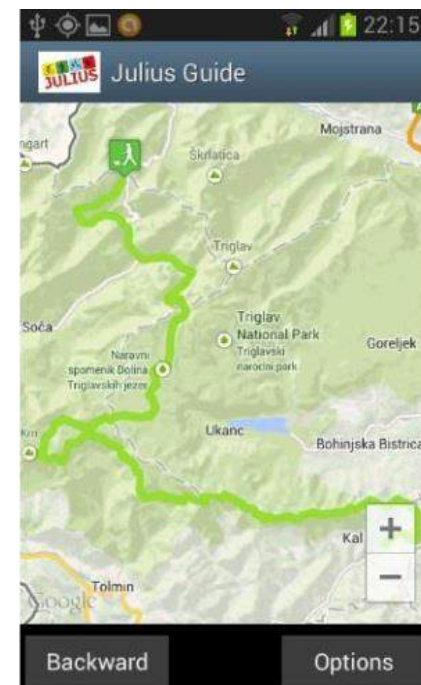 22:15
JULIUS
Julius Guide
Mojstrana
ngart
Škrlatica
Triglav
Triglav
National Park
Triglavski
narodni park
Soča
Goreljek
Naravni
spomenik Dolina
Triglavskih jezer
Krn
Ukanc
Bohinjska Bistrica
Kal
+
−
Tolmin
Google
Backward
Options